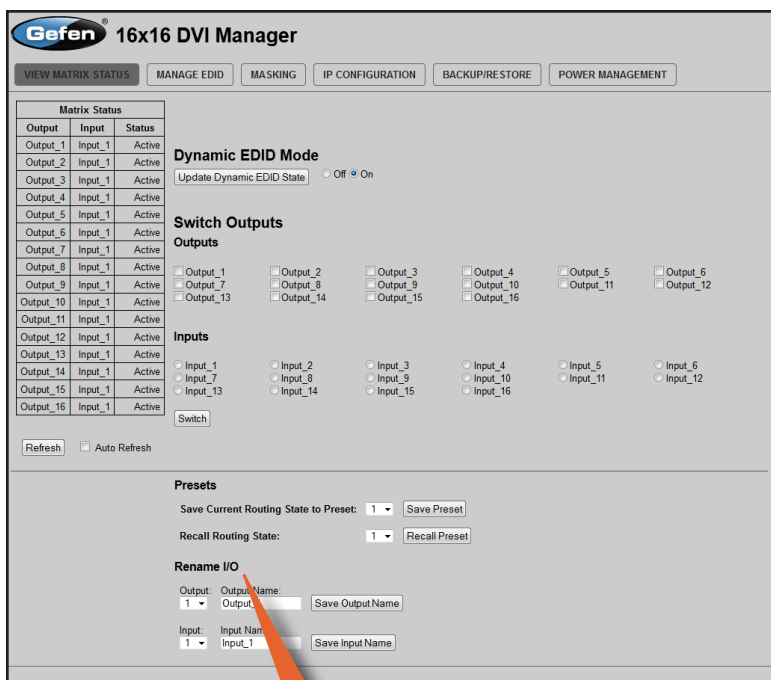 Gefen® 16x16 DVI Manager
VIEW MATRIX STATUS MANAGE EDID MASKING IP CONFIGURATION BACKUP/RESTORE POWER MANAGEMENT
Matrix Status
Output Input Status
Output_1 Input_1 Active
Output_2 Input_1 Active
Output_3 Input_1 Active
Output_4 Input_1 Active
Output_5 Input_1 Active
Output_6 Input_1 Active
Output_7 Input_1 Active
Output_8 Input_1 Active
Output_9 Input_1 Active
Output_10 Input_1 Active
Output_11 Input_1 Active
Output_12 Input_1 Active
Output_13 Input_1 Active
Output_14 Input_1 Active
Output_15 Input_1 Active
Output_16 Input_1 Active
Refresh Auto Refresh
Dynamic EDID Mode
Update Dynamic EDID State Off On
Switch Outputs
Outputs
Output_1 Output_2 Output_3 Output_4 Output_5 Output_6
Output_7 Output_8 Output_9 Output_10 Output_11 Output_12
Output_13 Output_14 Output_15 Output_16
Inputs
Input_1 Input_2 Input_3 Input_4 Input_5 Input_6
Input_7 Input_8 Input_9 Input_10 Input_11 Input_12
Input_13 Input_14 Input_15 Input_16
Switch
Presets
Save Current Routing State to Preset: 1 Save Preset
Recall Routing State: 1 Recall Preset
Rename I/O
Output: Output Name:
1 Output_ Save Output Name
Input: Input Nam
1 Input_1 Save Input Name